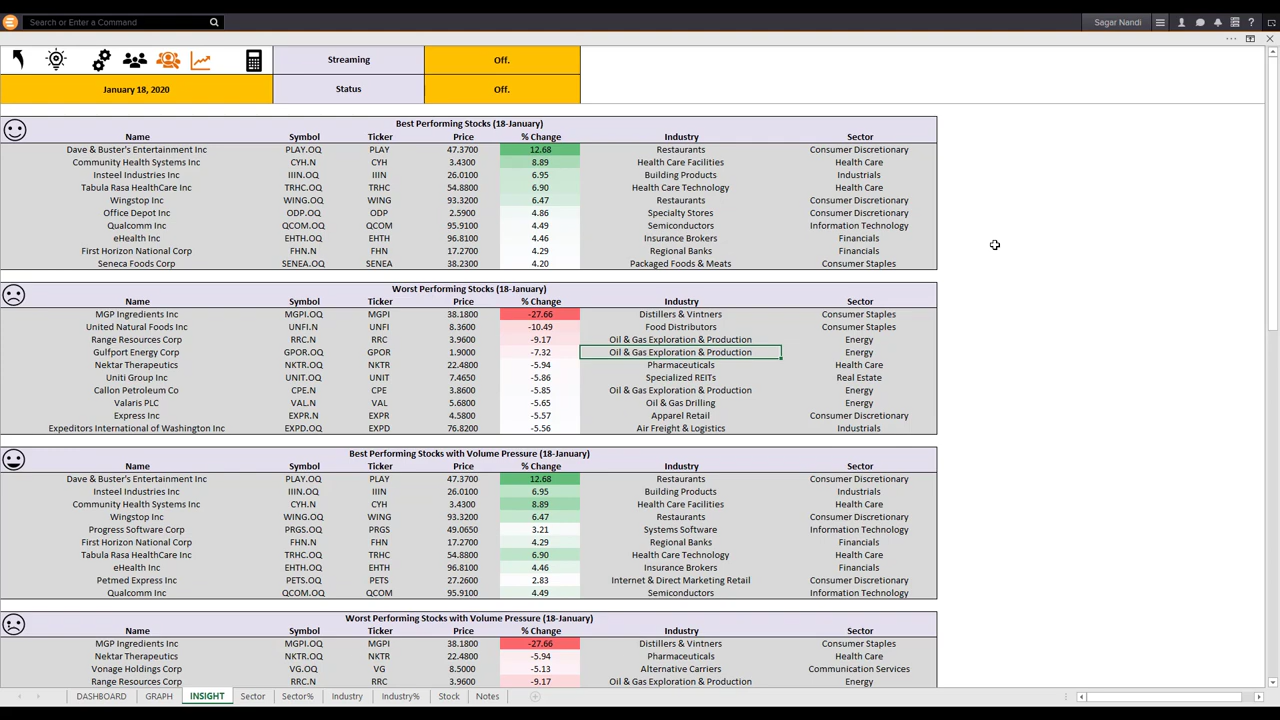 Search or Enter a Command Sagar Nandi
Streaming Off.
January 18, 2020 Status Off.
Best Performing Stocks (18-January)
Name Symbol Ticker Price % Change Industry Sector
Dave & Buster's Entertainment Inc PLAY.OQ PLAY 47.3700 12.68 Restaurants Consumer Discretionary
Community Health Systems Inc CYH.N CYH 3.4300 8.89 Health Care Facilities Health Care
Insteel Industries Inc IIIN.OQ IIIN 26.0100 6.95 Building Products Industrials
Tabula Rasa HealthCare Inc TRHC.OQ TRHC 54.8800 6.90 Health Care Technology Health Care
Wingstop Inc WING.OQ WING 93.3200 6.47 Restaurants Consumer Discretionary
Office Depot Inc ODP.OQ ODP 2.5900 4.86 Specialty Stores Consumer Discretionary
Qualcomm Inc QCOM.OQ QCOM 95.9100 4.49 Semiconductors Information Technology
eHealth Inc EHTH.OQ EHTH 96.8100 4.46 Insurance Brokers Financials
First Horizon National Corp FHN.N FHN 17.2700 4.29 Regional Banks Financials
Seneca Foods Corp SENEA.OQ SENEA 38.2300 4.20 Packaged Foods & Meats Consumer Staples
Worst Performing Stocks (18-January)
Name Symbol Ticker Price % Change Industry Sector
MGP Ingredients Inc MGPI.OQ MGPI 38.1800 -27.66 Distillers & Vintners Consumer Staples
United Natural Foods Inc UNFI.N UNFI 8.3600 -10.49 Food Distributors Consumer Staples
Range Resources Corp RRC.N RRC 3.9600 -9.17 Oil & Gas Exploration & Production Energy
Gulfport Energy Corp GPOR.OQ GPOR 1.9000 -7.32 Oil & Gas Exploration & Production Energy
Nektar Therapeutics NKTR.OQ NKTR 22.4800 -5.94 Pharmaceuticals Health Care
Uniti Group Inc UNIT.OQ UNIT 7.4650 -5.86 Specialized REITs Real Estate
Callon Petroleum Co CPE.N CPE 3.8600 -5.85 Oil & Gas Exploration & Production Energy
Valaris PLC VAL.N VAL 5.6800 -5.65 Oil & Gas Drilling Energy
Express Inc EXPR.N EXPR 4.5800 -5.57 Apparel Retail Consumer Discretionary
Expeditors International of Washington Inc EXPD.OQ EXPD 76.8200 -5.56 Air Freight & Logistics Industrials
Best Performing Stocks with Volume Pressure (18-January)
Name Symbol Ticker Price % Change Industry Sector
Dave & Buster's Entertainment Inc PLAY.OQ PLAY 47.3700 12.68 Restaurants Consumer Discretionary
Insteel Industries Inc IIIN.OQ IIIN 26.0100 6.95 Building Products Industrials
Community Health Systems Inc CYH.N CYH 3.4300 8.89 Health Care Facilities Health Care
Wingstop Inc WING.OQ WING 93.3200 6.47 Restaurants Consumer Discretionary
Progress Software Corp PRGS.OQ PRGS 49.0650 3.21 Systems Software Information Technology
First Horizon National Corp FHN.N FHN 17.2700 4.29 Regional Banks Financials
Tabula Rasa HealthCare Inc TRHC.OQ TRHC 54.8800 6.90 Health Care Technology Health Care
eHealth Inc EHTH.OQ EHTH 96.8100 4.46 Insurance Brokers Financials
Petmed Express Inc PETS.OQ PETS 27.2600 2.83 Internet & Direct Marketing Retail Consumer Discretionary
Qualcomm Inc QCOM.OQ QCOM 95.9100 4.49 Semiconductors Information Technology
Worst Performing Stocks with Volume Pressure (18-January)
Name Symbol Ticker Price % Change Industry Sector
MGP Ingredients Inc MGPI.OQ MGPI 38.1800 -27.66 Distillers & Vintners Consumer Staples
Nektar Therapeutics NKTR.OQ NKTR 22.4800 -5.94 Pharmaceuticals Health Care
Vonage Holdings Corp VG.OQ VG 8.5000 -5.13 Alternative Carriers Communication Services
Range Resources Corp RRC.N RRC 3.9600 -9.17 Oil & Gas Exploration & Production Energy
DASHBOARD GRAPH INSIGHT Sector Sector% Industry Industry% Stock Notes